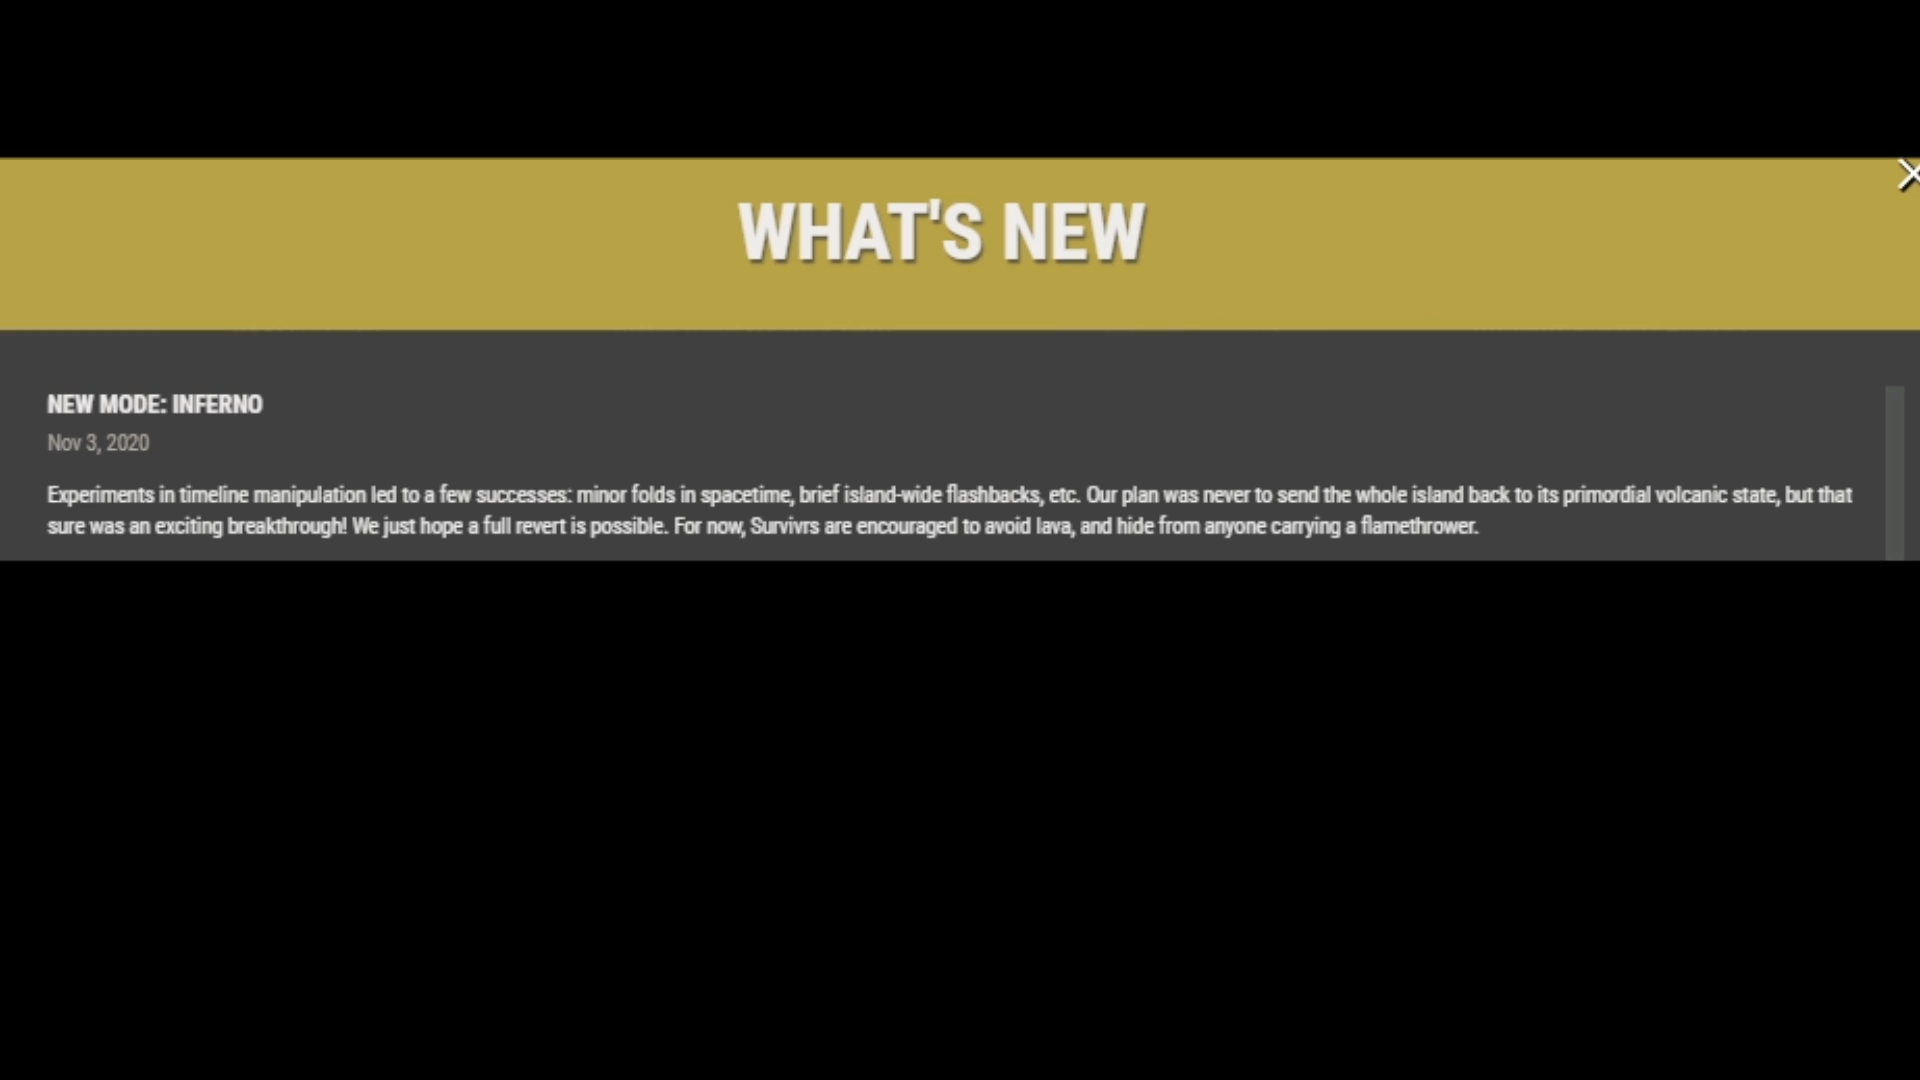 WHAT'S NEW
NEW MODE: INFERNO
Nov 3, 2020
Experiments in timeline manipulation led to a few successes: minor folds in spacetime, brief island-wide flashbacks, etc. Our plan was never to send the whole island back to its primordial volcanic state, but that
sure was an exciting breakthrough! We just hope a full revert is possible. For now, Survivrs are encouraged to avoid lava, and hide from anyone carrying a flamethrower.